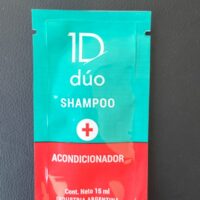 1D
dúo
SHAMPOO
+
ACONDICIONADOR
Cont. Neto 15 ml
INDUSTRIA ARGENTINA